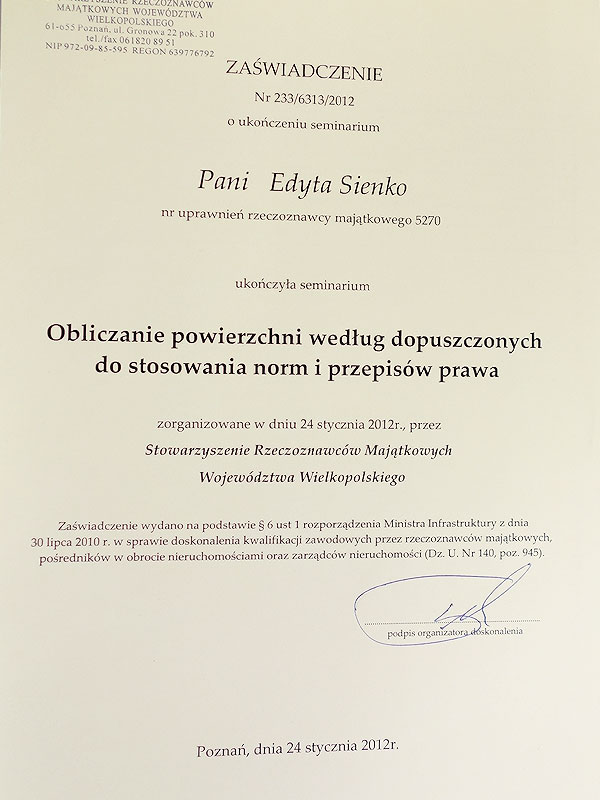 RZECZOZNAWCÓW
MAJĄTKOWYCH WOJEWÓDZTWA
WIELKOPOLSKIEGO
61-655 Poznań, ul. Gronowa 22 pok. 310
tel./fax 061820 89 51
NIP 972-09-85-595 REGON 639776792
ZAŚWIADCZENIE
Nr 233/6313/2012
o ukończeniu seminarium
Pani Edyta Sienko
nr uprawnień rzeczoznawcy majątkowego 5270
ukończyła seminarium
Obliczanie powierzchni według dopuszczonych
do stosowania norm i przepisów prawa
zorganizowane w dniu 24 stycznia 2012r., przez
Stowarzyszenie Rzeczoznawców Majątkowych
Województwa Wielkopolskiego
Zaświadczenie wydano na podstawie § 6 ust 1 rozporządzenia Ministra Infrastruktury z dnia
30 lipca 2010 r. w sprawie doskonalenia kwalifikacji zawodowych przez rzeczoznawców majątkowych,
pośredników w obrocie nieruchomościami oraz zarządców nieruchomości (Dz. U. Nr 140, poz. 945).
podpis organizatora doskonalenia
Poznań, dnia 24 stycznia 2012r.